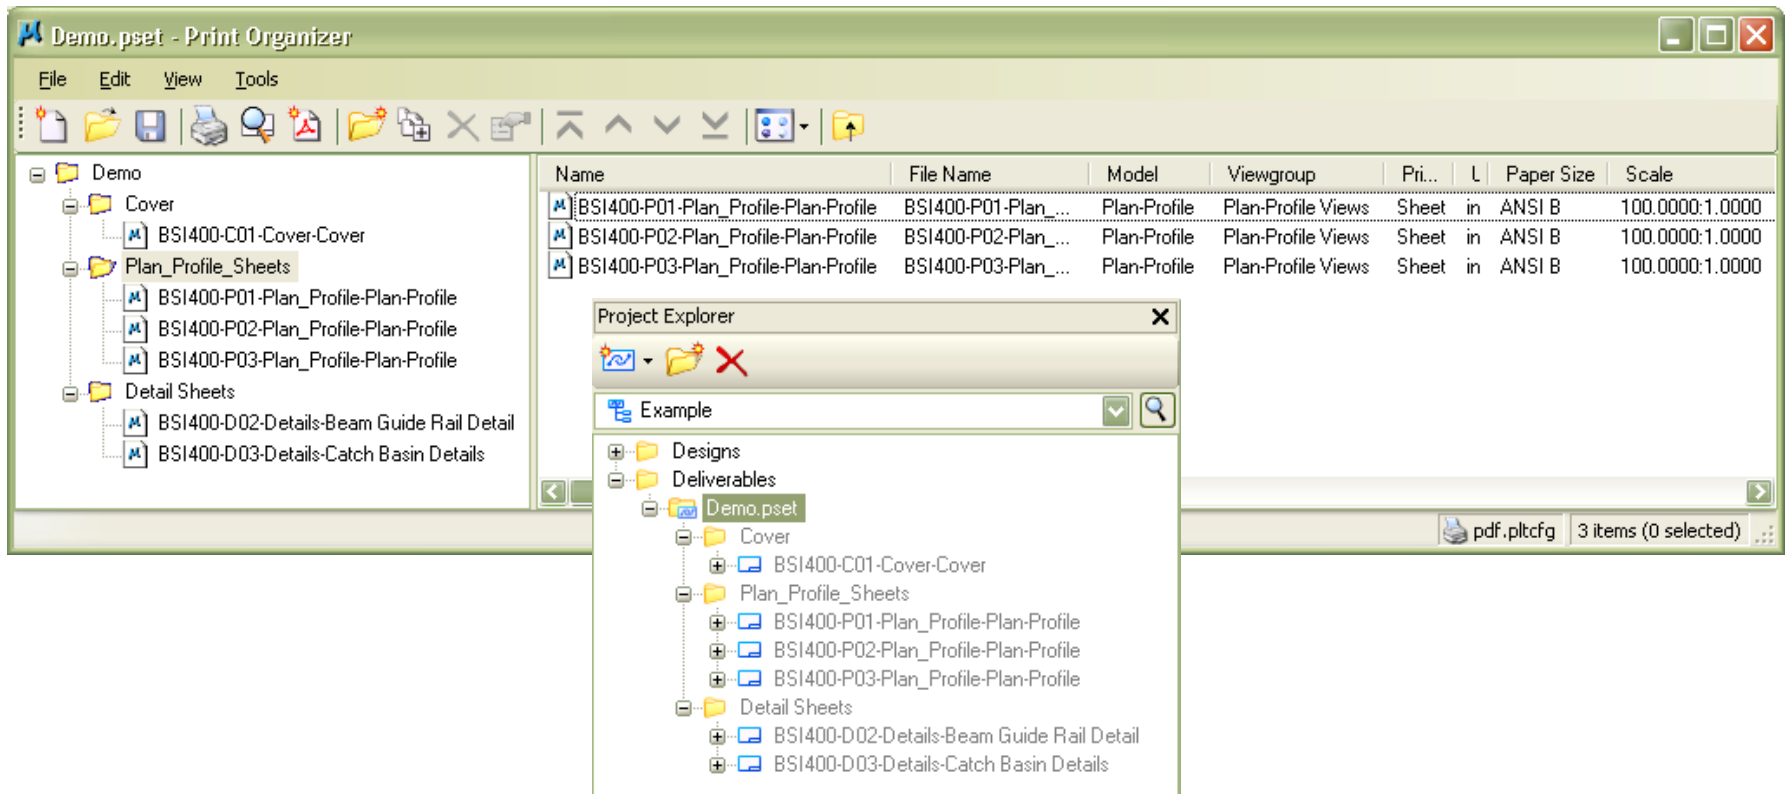 Demo.pset - Print Organizer
File Edit View Tools
Demo
Cover
BSI400-C01-Cover-Cover
Plan_Profile_Sheets
BSI400-P01-Plan_Profile-Plan-Profile
BSI400-P02-Plan_Profile-Plan-Profile
BSI400-P03-Plan_Profile-Plan-Profile
Detail Sheets
BSI400-D02-Details-Beam Guide Rail Detail
BSI400-D03-Details-Catch Basin Details
Name File Name Model Viewgroup Pri... U Paper Size Scale
BSI400-P01-Plan_Profile-Plan-Profile BSI400-P01-Plan_... Plan-Profile Plan-Profile Views Sheet in ANSI B 100.0000:1.0000
BSI400-P02-Plan_Profile-Plan-Profile BSI400-P02-Plan_... Plan-Profile Plan-Profile Views Sheet in ANSI B 100.0000:1.0000
BSI400-P03-Plan_Profile-Plan-Profile BSI400-P03-Plan_... Plan-Profile Plan-Profile Views Sheet in ANSI B 100.0000:1.0000
pdf.pltcfg 3 items (0 selected)
Project Explorer
Example
Designs
Deliverables
Demo.pset
Cover
BSI400-C01-Cover-Cover
Plan_Profile_Sheets
BSI400-P01-Plan_Profile-Plan-Profile
BSI400-P02-Plan_Profile-Plan-Profile
BSI400-P03-Plan_Profile-Plan-Profile
Detail Sheets
BSI400-D02-Details-Beam Guide Rail Detail
BSI400-D03-Details-Catch Basin Details